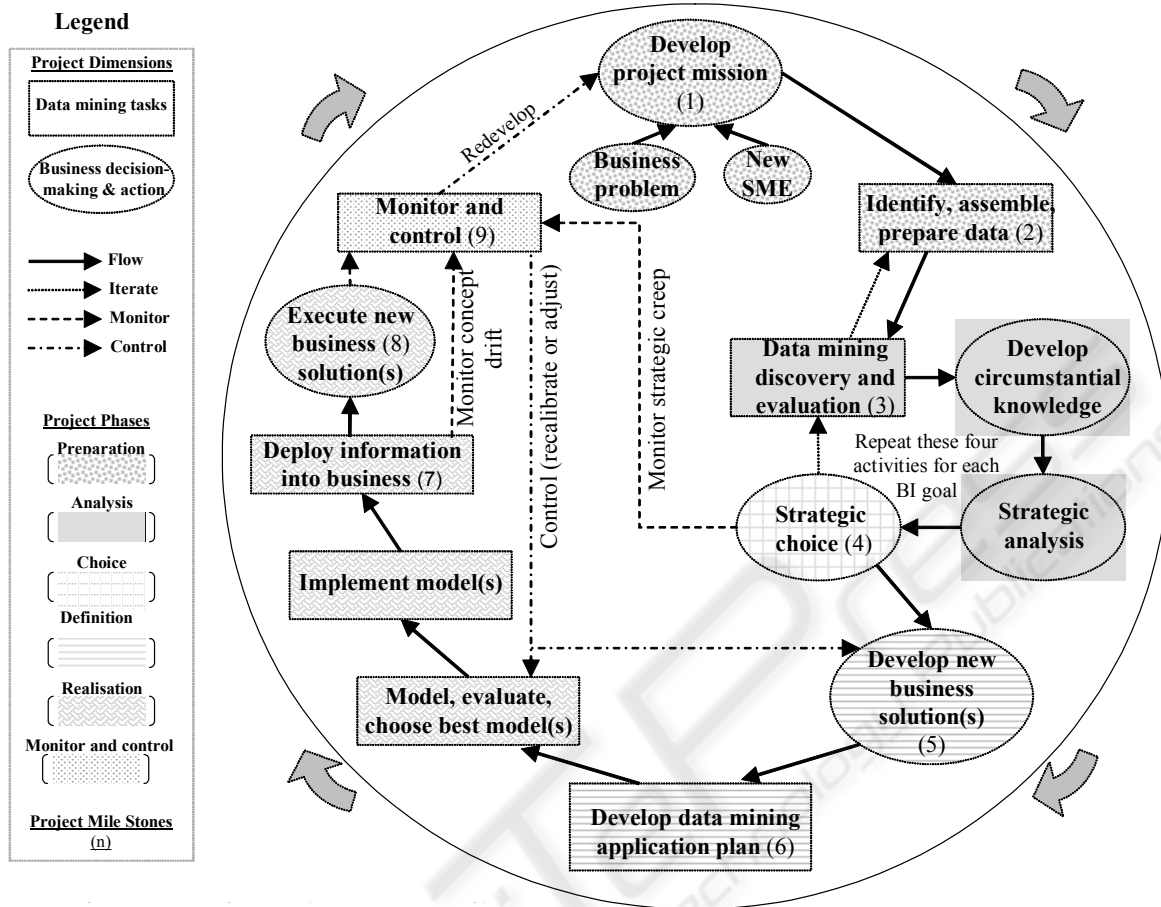 Legend
Project Dimensions
Data mining tasks
Business decision-
making & action
Flow
Iterate
Monitor
Control
Project Phases
Preparation
Analysis
Choice
Definition
Realisation
Monitor and control
Project Mile Stones
(n)
Develop
project mission
(1)
Business
problem
New
SME
Redevelop
Identify, assemble,
prepare data (2)
Monitor and
control (9)
Execute new
business (8)
solution(s)
Monitor concept
drift
Control (recalibrate or adjust)
Monitor strategic creep
Data mining
discovery and
evaluation (3)
Develop
circumstantial
knowledge
Repeat these four
activities for each
BI goal
Strategic
choice (4)
Strategic
analysis
Deploy information
into business (7)
Implement model(s)
Model, evaluate,
choose best model(s)
Develop new
business
solution(s)
(5)
Develop data mining
application plan (6)